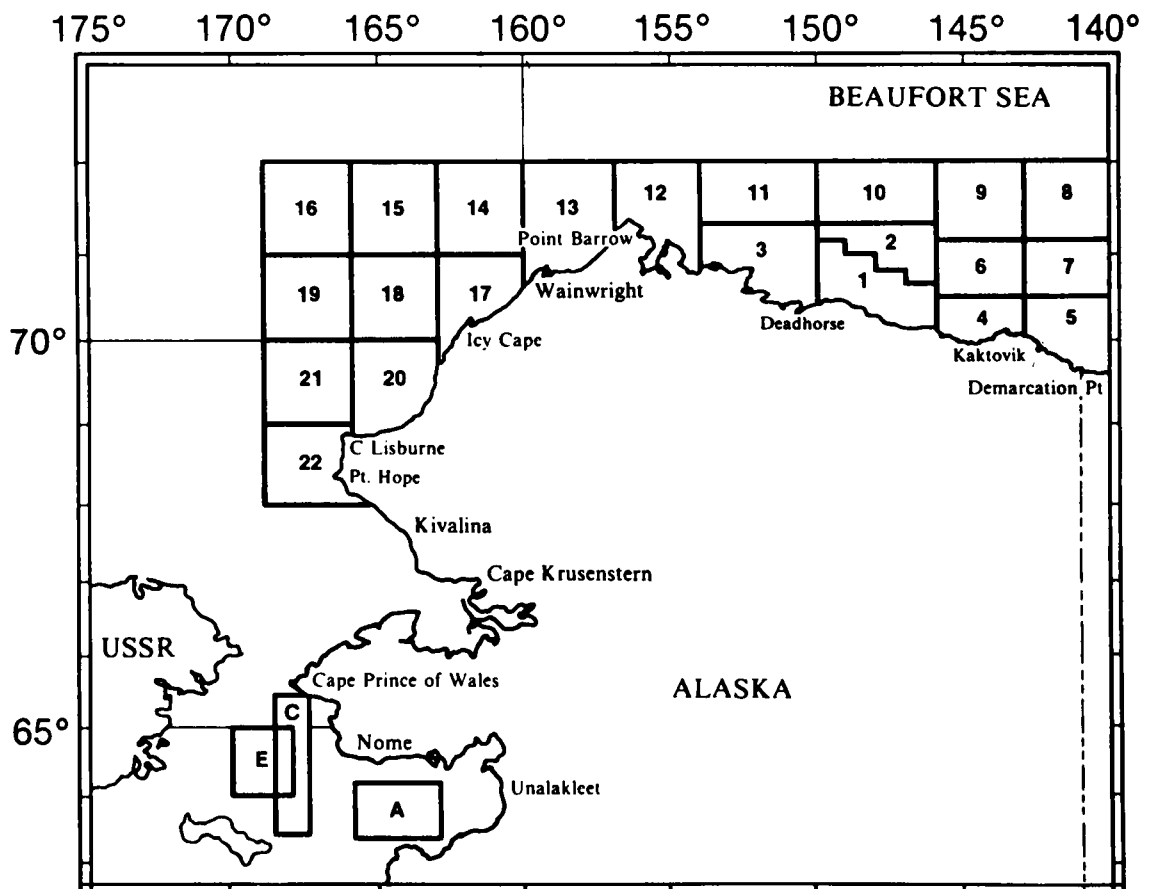 175° 170° 165° 160° 155° 150° 145° 140°
BEAUFORT SEA
16 15 14 13 12 11 10 9 8
Point Barrow 3 2
19 18 17 1 6 7
Wainwright
Deadhorse 4 5
70° Icy Cape
Kaktovik
21 20 Demarcation Pt
C Lisburne
22 Pt. Hope
Kivalina
Cape Krusenstern
USSR
Cape Prince of Wales ALASKA
C
65° Nome
E
A Unalakleet